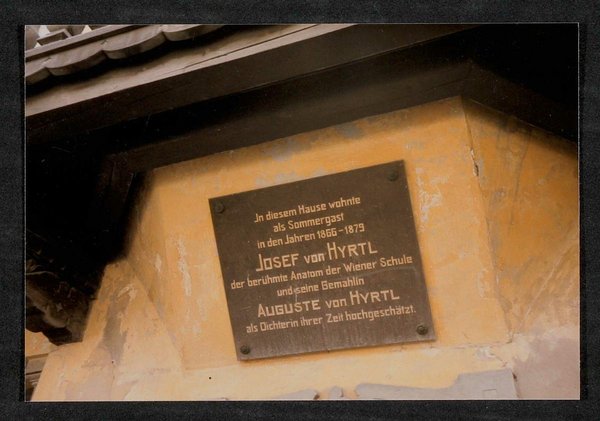 In diesem Hause wohnte
als Sommergast
in den Jahren 1866-1879
JOSEF von HYRTL
der berühmte Anatom der Wiener Schule
und seine Gemahlin
AUGUSTE von HYRTL
als Dichterin ihrer Zeit hochgeschätzt.